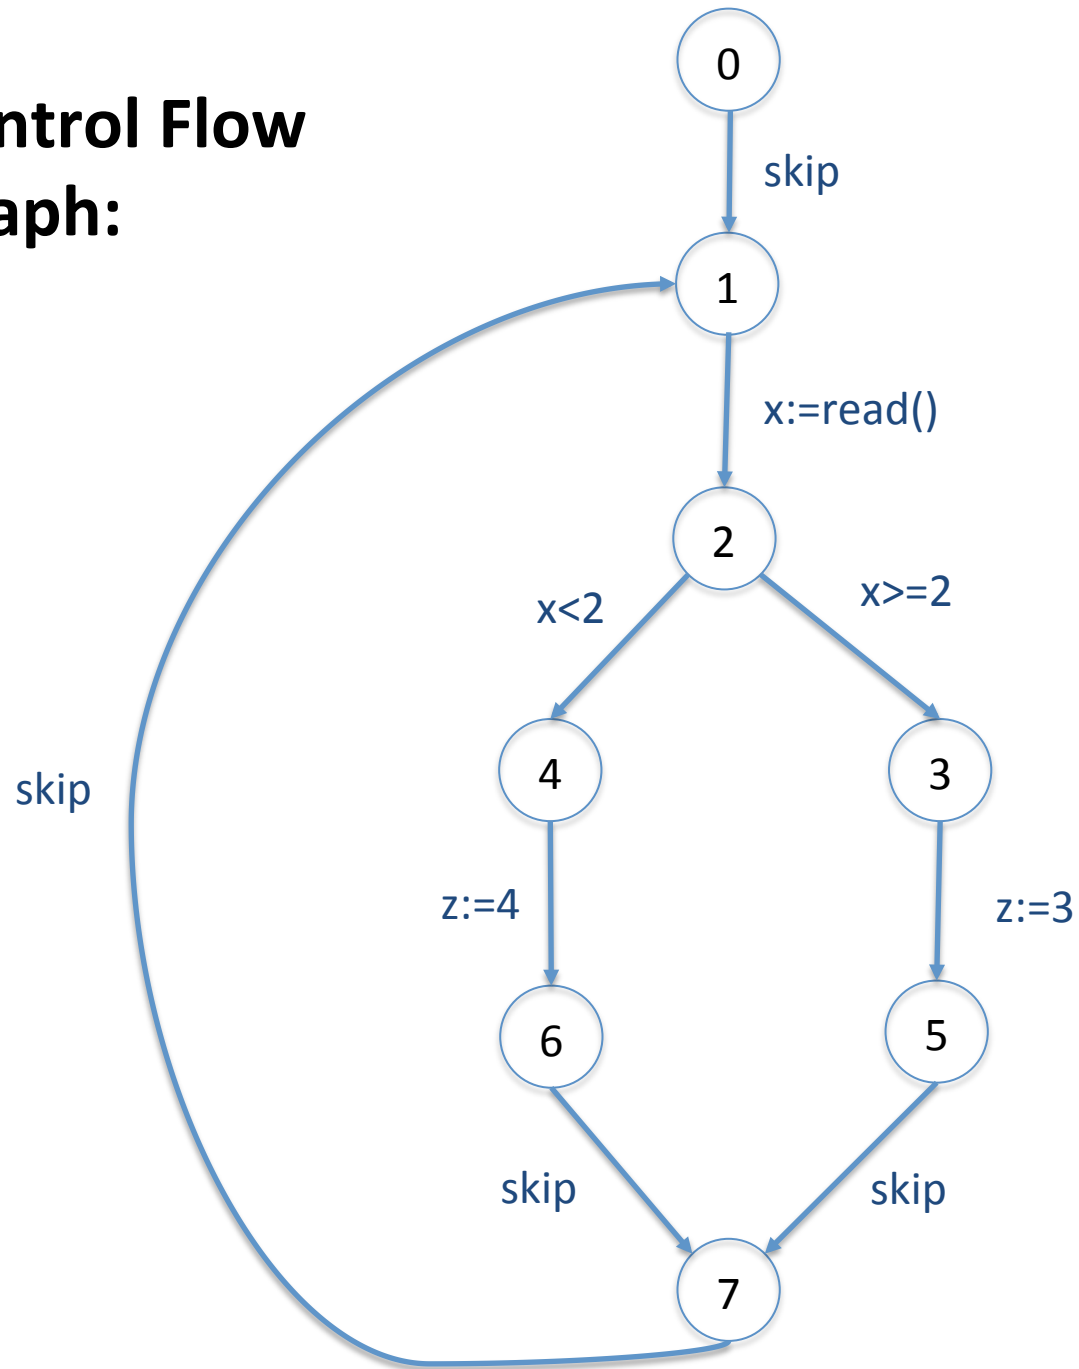 0
ntrol Flow
skip
aph:
1
x:=read()
2
x<2
x>=2
4
3
skip
z:=4
z:=3
6
5
skip
skip
7